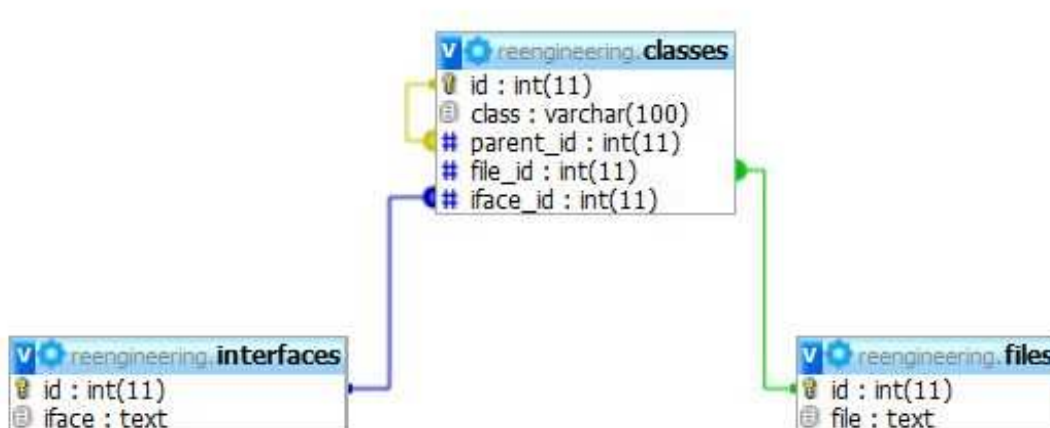 V reengineering.classes
id : int(11)
class : varchar(100)
# parent_id : int(11)
# file_id : int(11)
# iface_id : int(11)
V reengineering.interfaces
id : int(11)
iface : text
V reengineering.files
id : int(11)
file : text